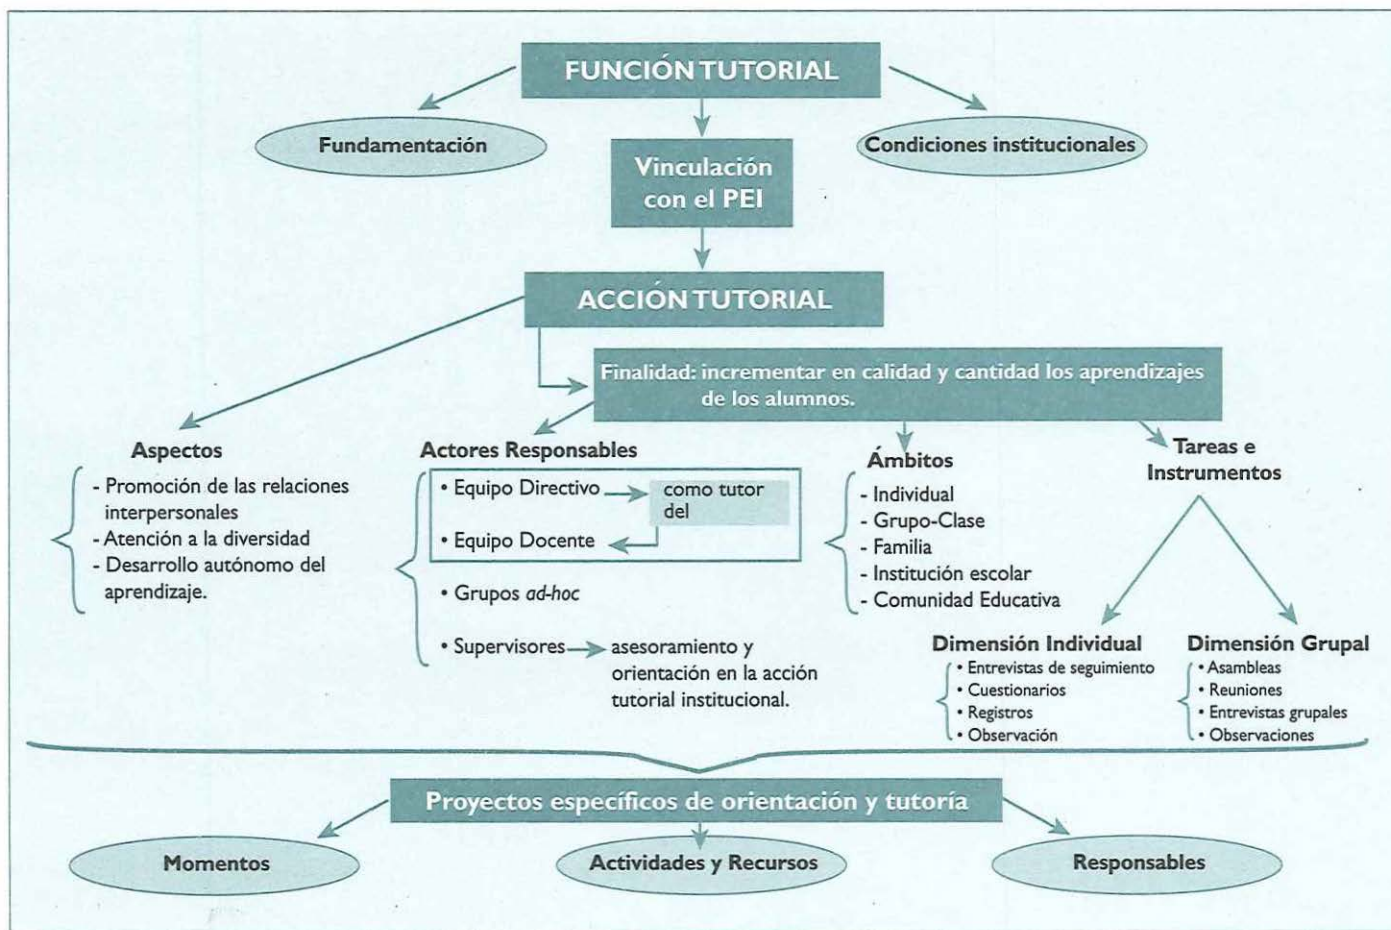 FUNCIÓN TUTORIAL
Fundamentación
Condiciones institucionales
Vinculación
con el PEI
ACCIÓN TUTORIAL
Finalidad: incrementar en calidad y cantidad los aprendizajes
de los alumnos.
Aspectos
- Promoción de las relaciones
interpersonales
- Atención a la diversidad
- Desarrollo autónomo del
aprendizaje.
Actores Responsables
• Equipo Directivo
como tutor
del
• Equipo Docente
• Grupos ad-hoc
• Supervisores
asesoramiento y
orientación en la acción
tutorial institucional.
Ámbitos
- Individual
- Grupo-Clase
- Familia
- Institución escolar
- Comunidad Educativa
Tareas e
Instrumentos
Dimensión Individual
• Entrevistas de seguimiento
• Cuestionarios
• Registros
• Observación
Dimensión Grupal
• Asambleas
• Reuniones
• Entrevistas grupales
• Observaciones
Proyectos específicos de orientación y tutoría
Momentos
Actividades y Recursos
Responsables